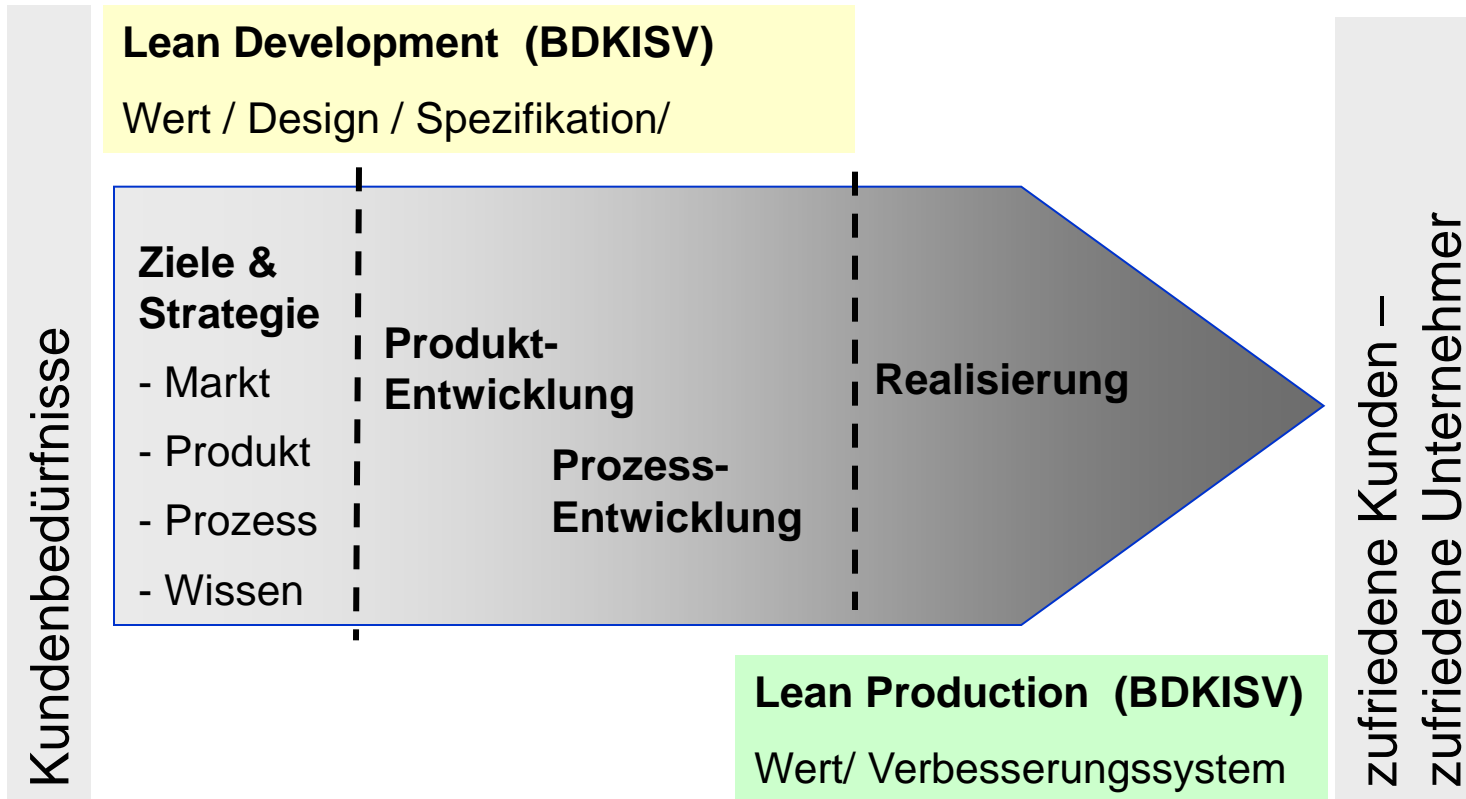 Kundenbedürfnisse
Lean Development (BDKISV)
Wert / Design / Spezifikation/
Ziele &
Strategie
- Markt
- Produkt
- Prozess
- Wissen
Produkt-
Entwicklung
Prozess-
Entwicklung
Realisierung
Lean Production (BDKISV)
Wert/ Verbesserungssystem
zufriedene Kunden –
zufriedene Unternehmer